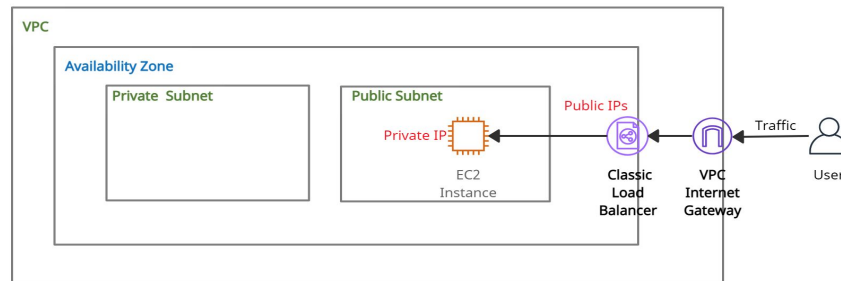 VPC
Availability Zone
Private Subnet
Public Subnet
Public IPs
Traffic
Private IP
EC2
Instance
Classic
Load
Balancer
VPC
Internet
Gateway
User